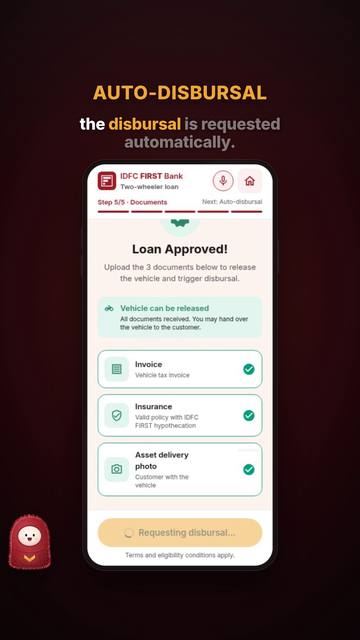 AUTO-DISBURSAL
the disbursal is requested
automatically.
IDFC FIRST Bank
Two-wheeler loan
Step 5/5 · Documents
Next: Auto-disbursal
Loan Approved!
Upload the 3 documents below to release
the vehicle and trigger disbursal.
Vehicle can be released
All documents received. You may hand over
the vehicle to the customer.
Invoice
Vehicle tax invoice
Insurance
Valid policy with IDFC
FIRST hypothecation
Asset delivery
photo
Customer with the
vehicle
Requesting disbursal...
Terms and eligibility conditions apply.